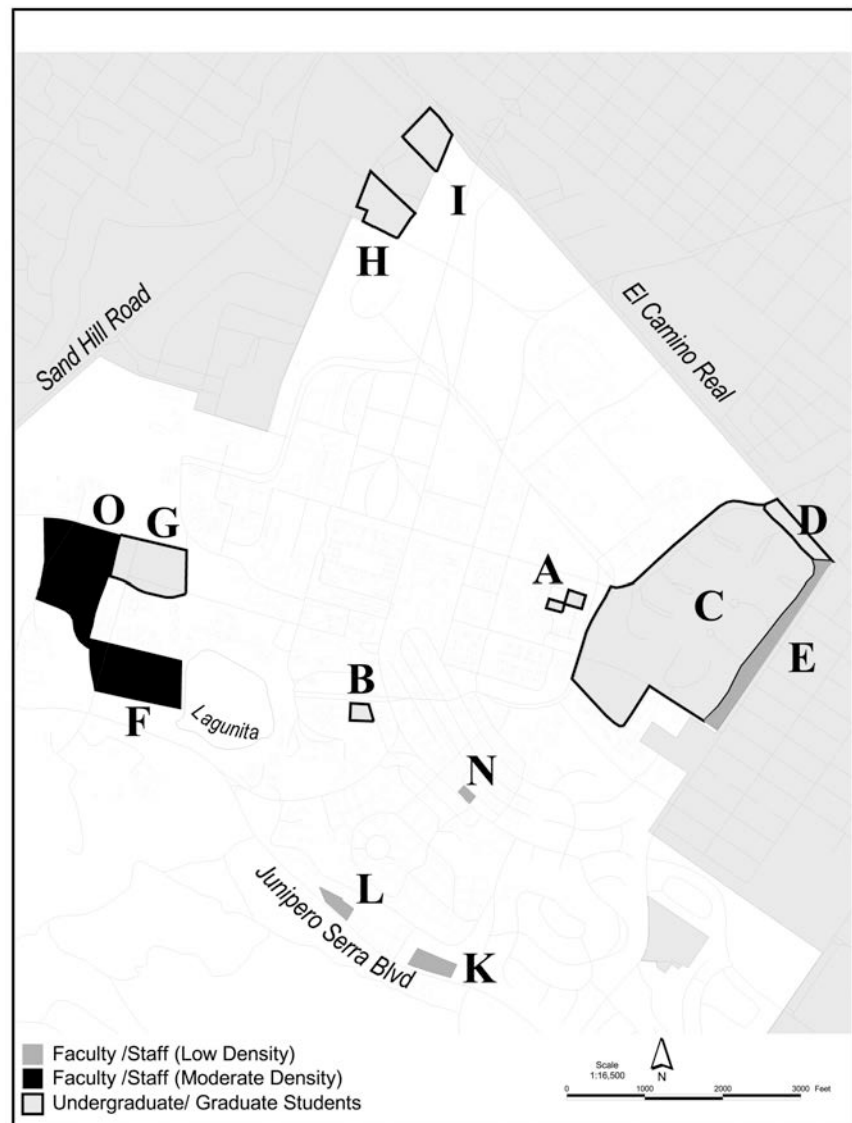 I
H
Sand Hill Road
El Camino Real
O
G
D
A
C
E
B
F
Lagunita
N
L
Junipero Serra Blvd
K
Faculty /Staff (Low Density)
Faculty /Staff (Moderate Density)
Undergraduate/ Graduate Students
Scale
1:16,500
N
0 1000 2000 3000 Feet